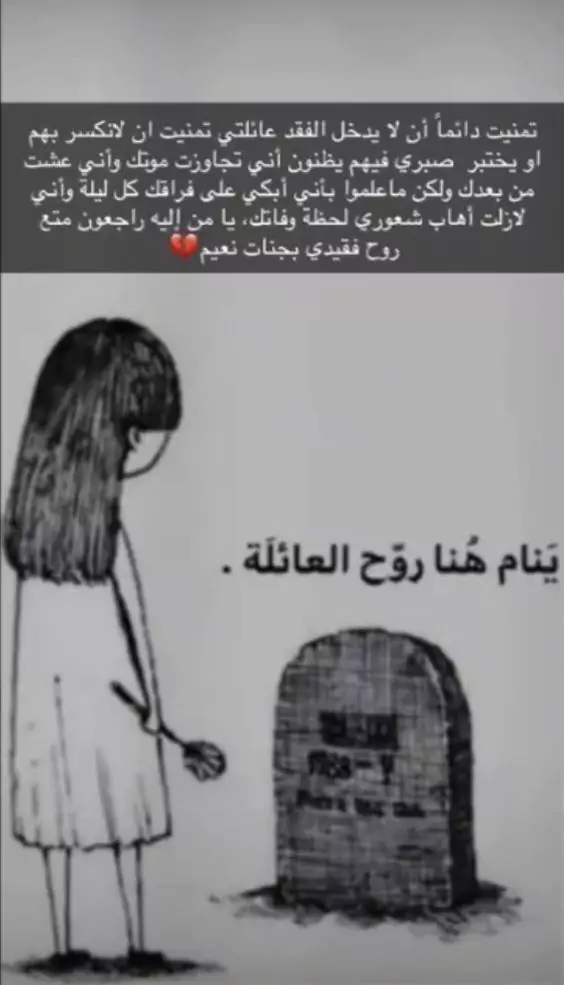 تمنيت دائماً أن لا يدخل الفقد عائلتي تمنيت ان لانكسر بهم
او يختبر صبري فيهم يظنون أني تجاوزت موتك وأني عشت
من بعدك ولكن ماعلموا بأني أبكي على فراقك كل ليلة وأني
لازلت أهاب شعوري لحظة وفاتك، يا من إليه راجعون متع
روح فقيدي بجنات نعيم💔
يَنام هُنا روّح العائلَة .